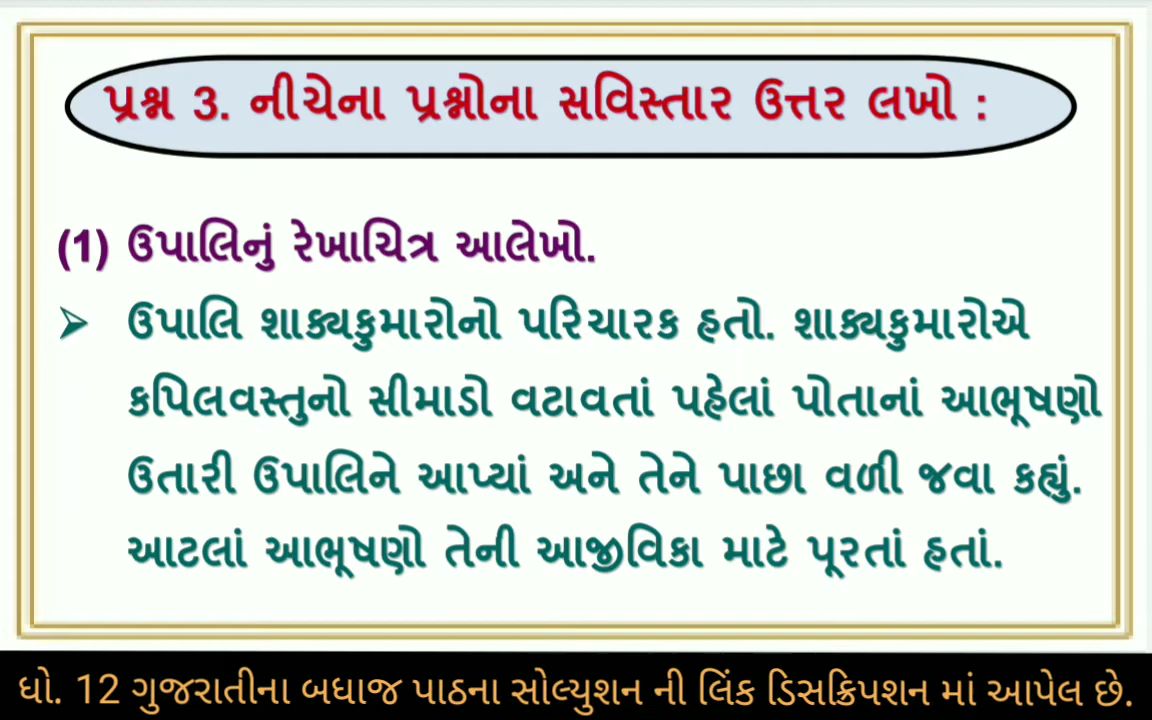 પ્રશ્ન 3. નીચેના પ્રશ્નોના સવિસ્તાર ઉત્તર લખો :
(1) ઉપાલિનું રેખાચિત્ર આલેખો.
➢ ઉપાલિ શાક્યકુમારોનો પરિચારક હતો. શાક્યકુમારોએ
કપિલવસ્તુનો સીમાડો વટાવતાં પહેલાં પોતાનાં આભૂષણો
ઉતારી ઉપાલિને આપ્યાં અને તેને પાછા વળી જવા કહ્યું.
આટલાં આભૂષણો તેની આજીવિકા માટે પૂરતાં હતાં.
ધો. 12 ગુજરાતીના બધાજ પાઠના સોલ્યુશન ની લિંક ડિસક્રિપશન માં આપેલ છે.